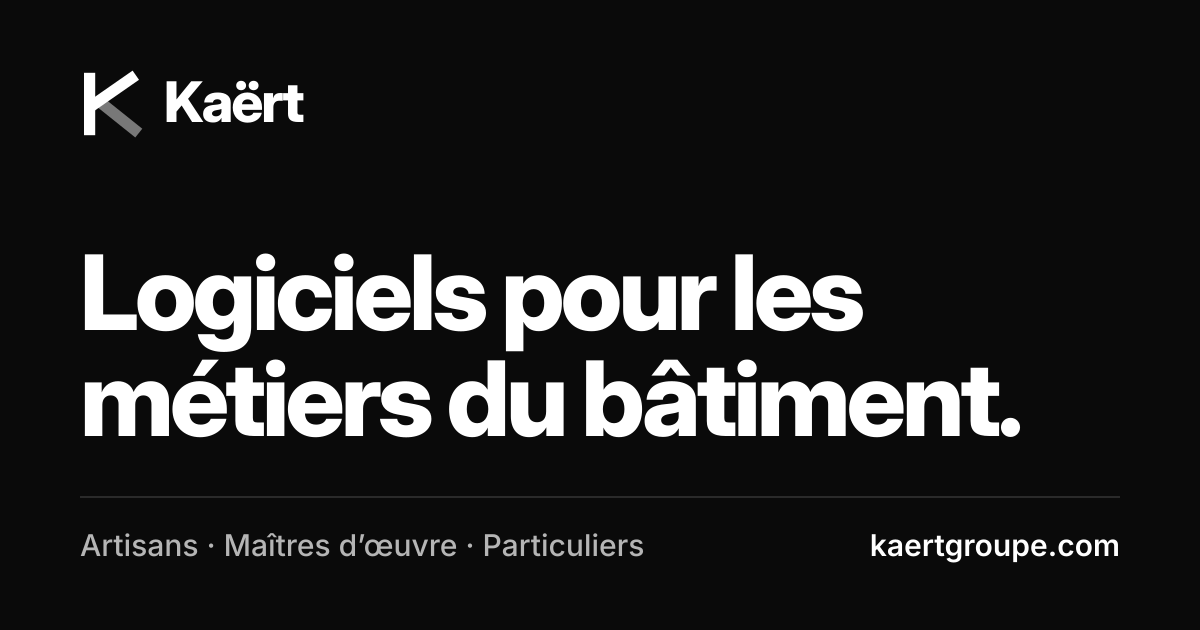 Kaërt
Logiciels pour les
métiers du bâtiment.
Artisans · Maîtres d’œuvre · Particuliers
kaertgroupe.com